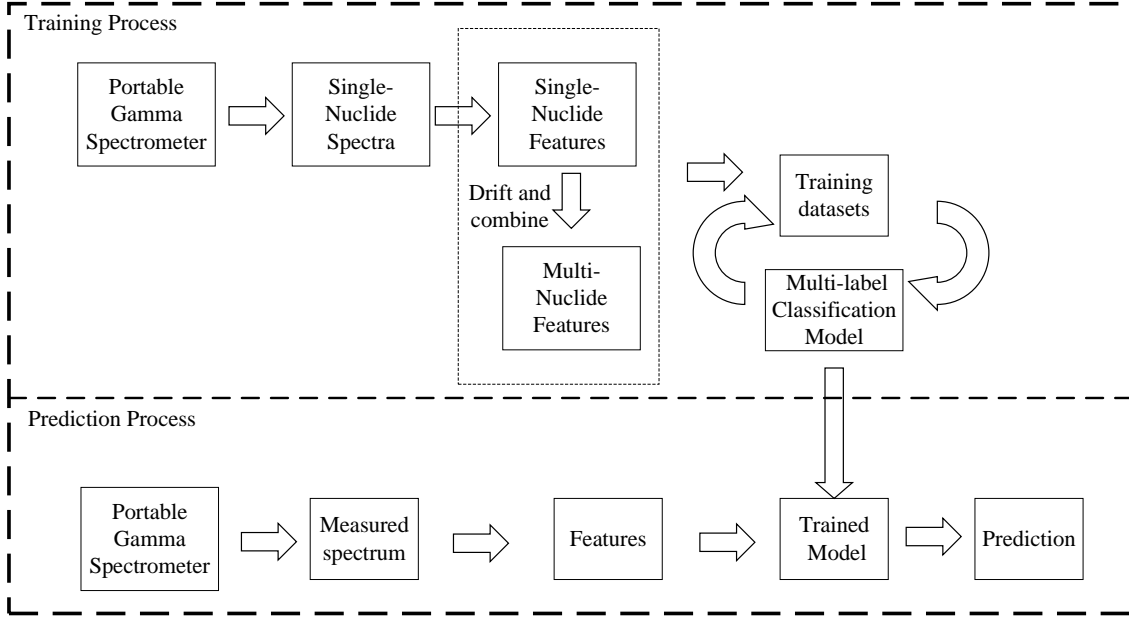 Training Process
Portable
Gamma
Spectrometer
Single-
Nuclide
Spectra
Single-
Nuclide
Features
Drift and
combine
Multi-
Nuclide
Features
Training
datasets
Multi-label
Classification
Model
Prediction Process
Portable
Gamma
Spectrometer
Measured
spectrum
Features
Trained
Model
Prediction